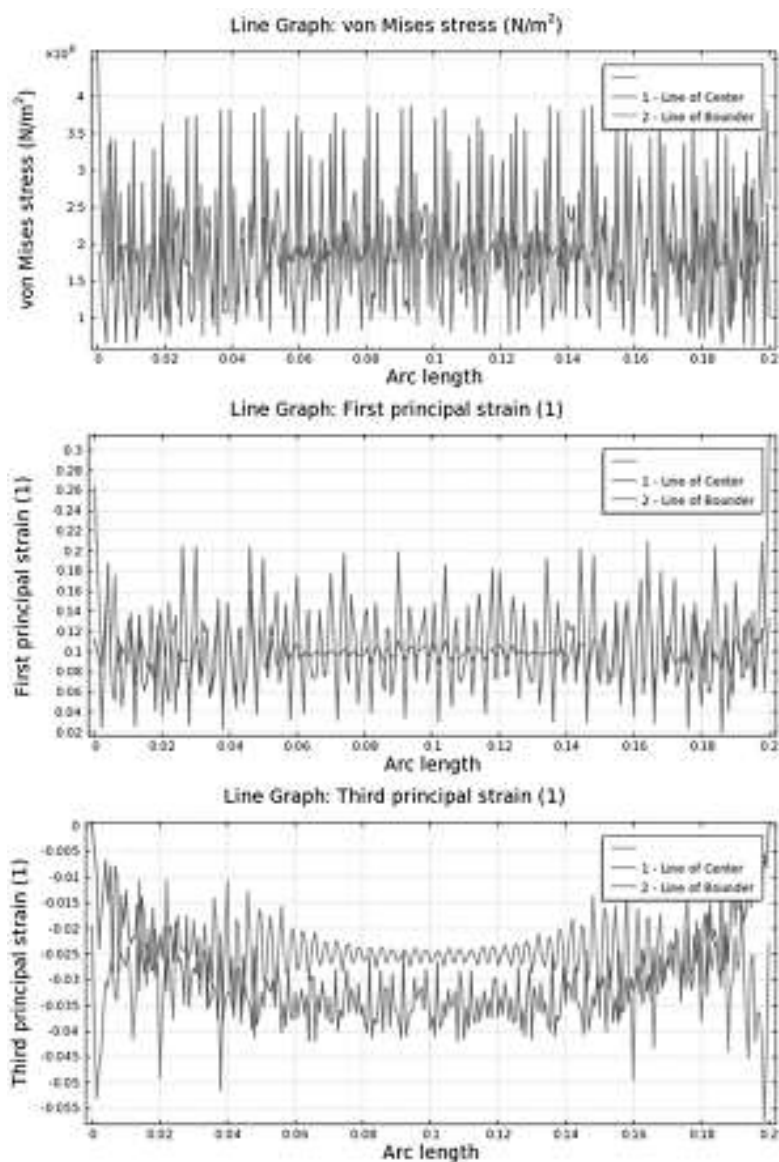 Line Graph: von Mises stress (N/m²)
von Mises stress (N/m²)
4
3.5
3
2.5
2
1.5
1
1 - Line of Center
2 - Line of Bounder
0 0.02 0.04 0.06 0.08 0.1 0.12 0.14 0.16 0.18 0.2
Arc length
Line Graph: First principal strain (1)
First principal strain (1)
0.3
0.28
0.26
0.24
0.22
0.2
0.18
0.16
0.14
0.12
0.1
0.08
0.06
0.04
0.02
1 - Line of Center
2 - Line of Bounder
0 0.02 0.04 0.06 0.08 0.1 0.12 0.14 0.16 0.18 0.2
Arc length
Line Graph: Third principal strain (1)
Third principal strain (1)
0
-0.005
-0.01
-0.015
-0.02
-0.025
-0.03
-0.035
-0.04
-0.045
-0.05
-0.055
1 - Line of Center
2 - Line of Bounder
0 0.02 0.04 0.06 0.08 0.1 0.12 0.14 0.16 0.18 0.2
Arc length